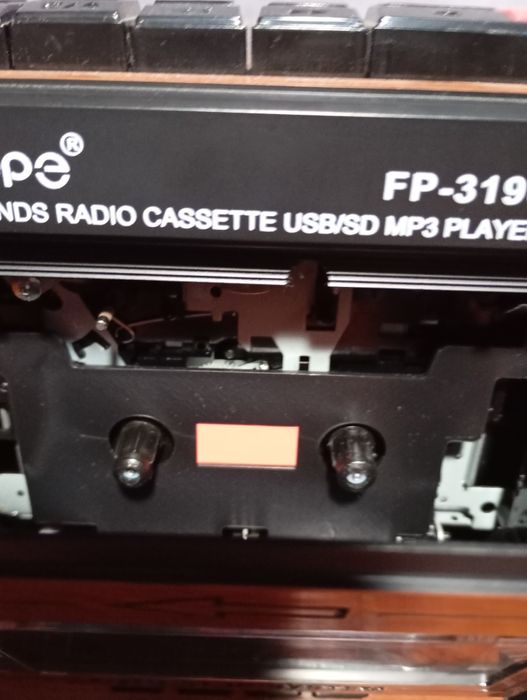 pe®
FP-319
NDS RADIO CASSETTE USB/SD MP3 PLAYE